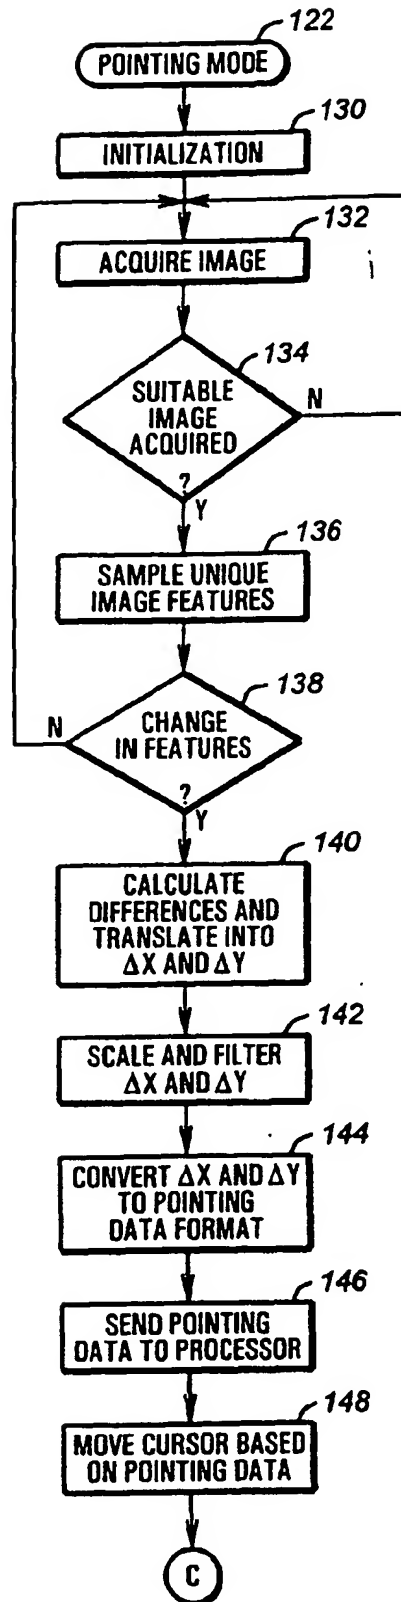 122
POINTING MODE
130
INITIALIZATION
132
ACQUIRE IMAGE
134
SUITABLE
IMAGE
ACQUIRED
?
N
Y
136
SAMPLE UNIQUE
IMAGE FEATURES
138
N
CHANGE
IN FEATURES
?
Y
140
CALCULATE
DIFFERENCES AND
TRANSLATE INTO
ΔX AND ΔY
142
SCALE AND FILTER
ΔX AND ΔY
144
CONVERT ΔX AND ΔY
TO POINTING
DATA FORMAT
146
SEND POINTING
DATA TO PROCESSOR
148
MOVE CURSOR BASED
ON POINTING DATA
C